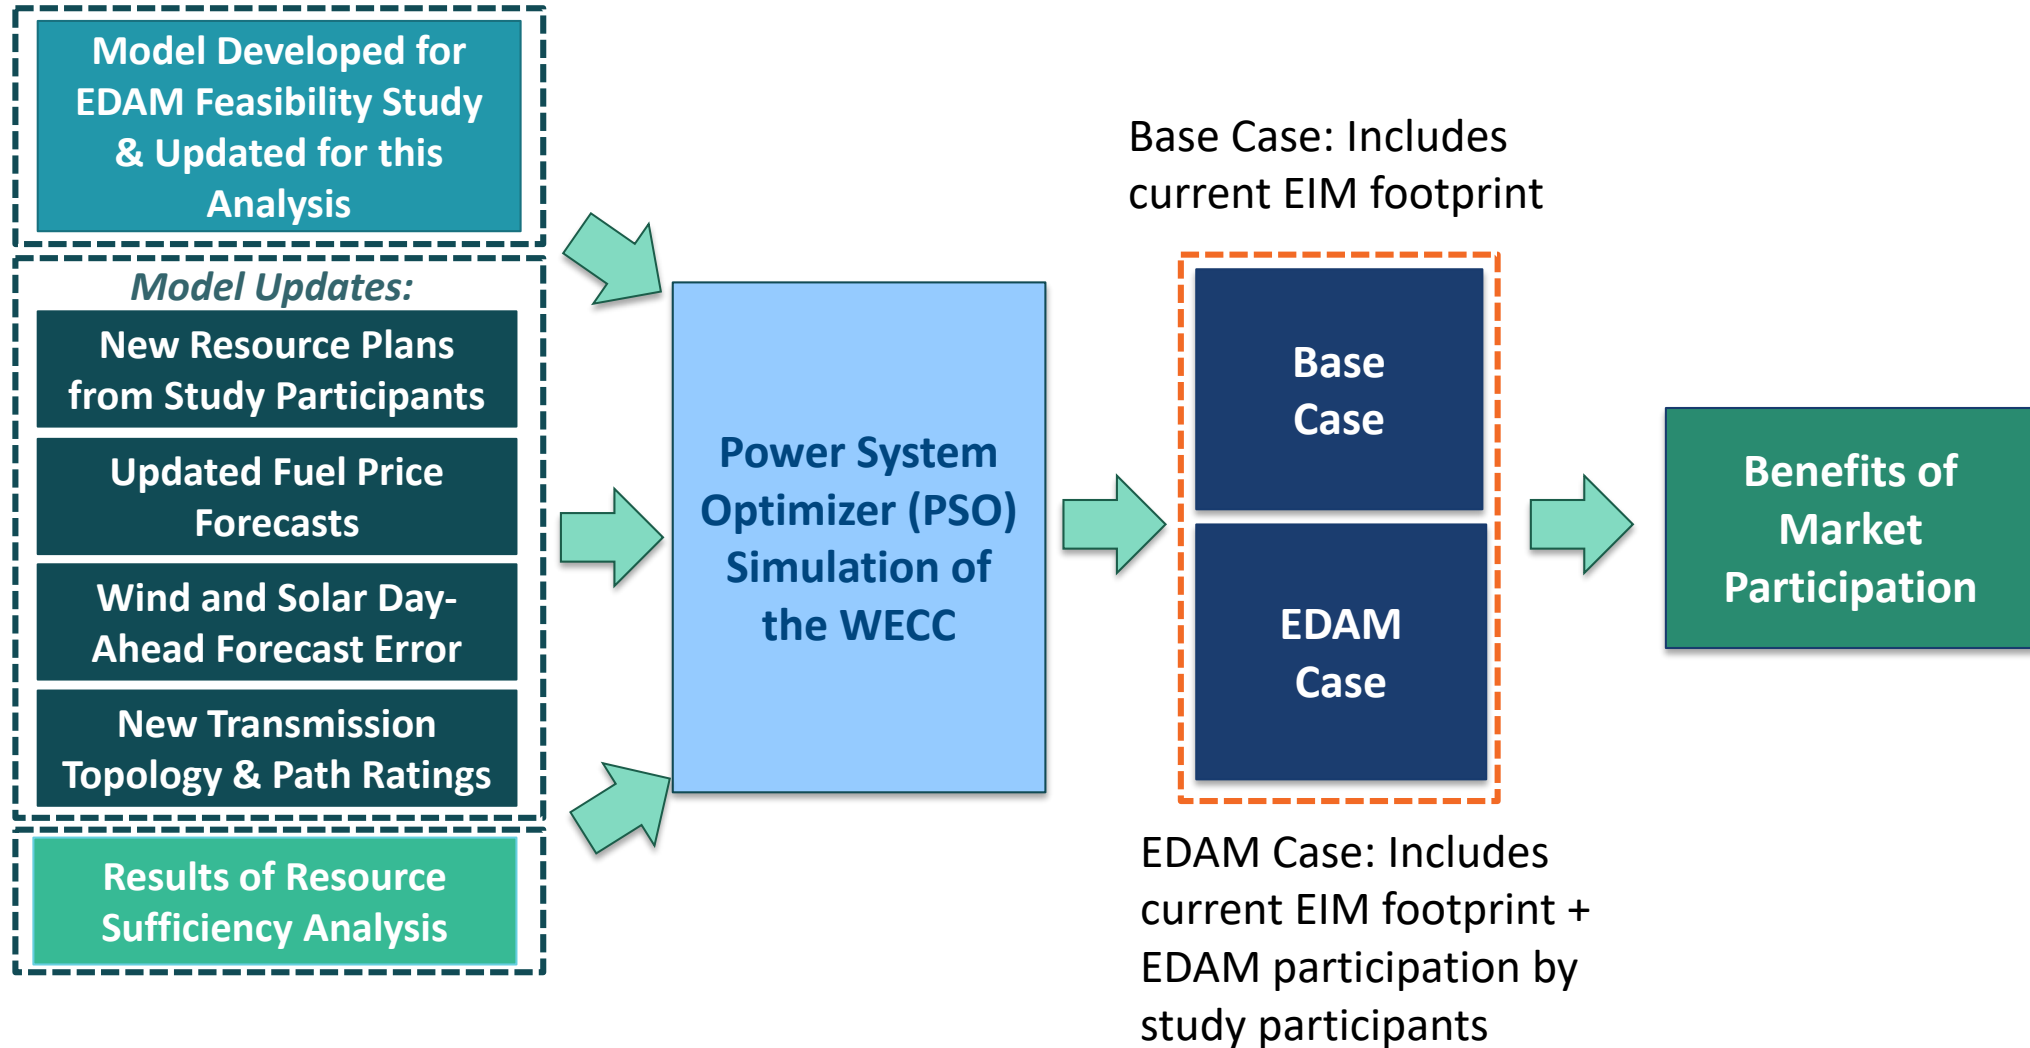 Model Developed for
EDAM Feasibility Study
& Updated for this
Analysis
Model Updates:
New Resource Plans
from Study Participants
Updated Fuel Price
Forecasts
Wind and Solar Day-
Ahead Forecast Error
New Transmission
Topology & Path Ratings
Results of Resource
Sufficiency Analysis
Power System
Optimizer (PSO)
Simulation of
the WECC
Base Case: Includes
current EIM footprint
Base
Case
EDAM
Case
EDAM Case: Includes
current EIM footprint +
EDAM participation by
study participants
Benefits of
Market
Participation